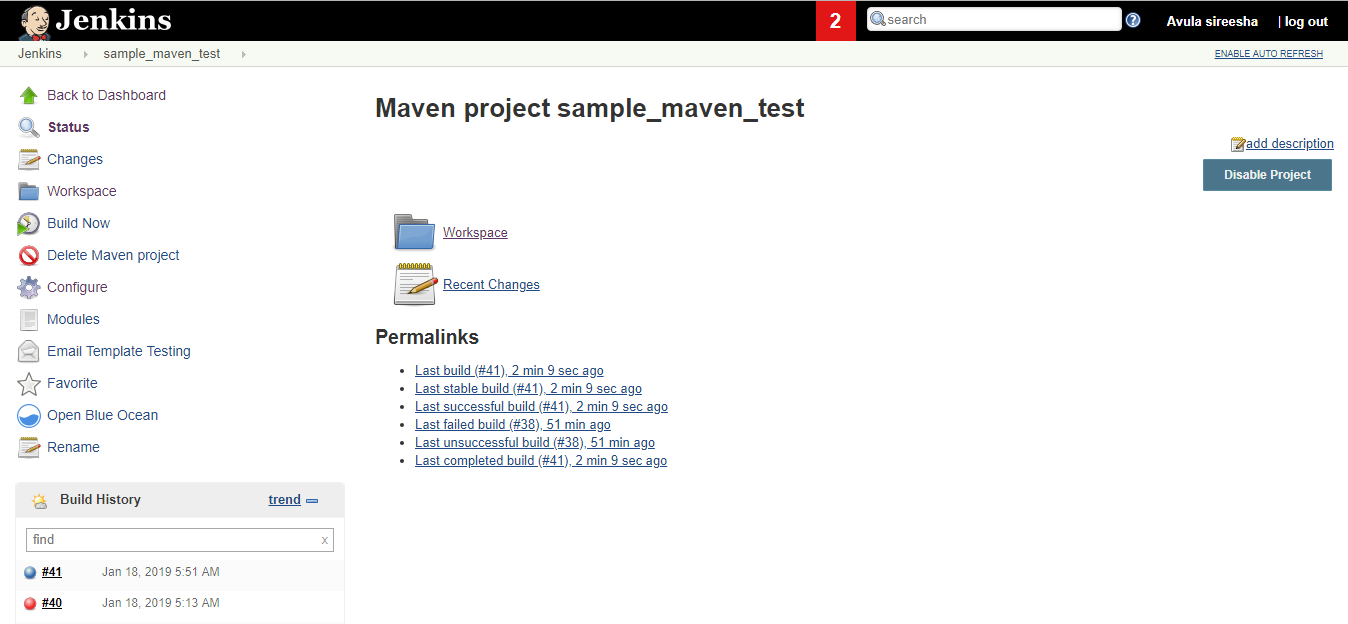 Jenkins
2
search
?
Avula sireesha
| log out
Jenkins
sample_maven_test
ENABLE AUTO REFRESH
Back to Dashboard
Status
Changes
Workspace
Build Now
Delete Maven project
Configure
Modules
Email Template Testing
Favorite
Open Blue Ocean
Rename
Build History
trend
find
x
#41 Jan 18, 2019 5:51 AM
#40 Jan 18, 2019 5:13 AM
Maven project sample_maven_test
add description
Disable Project
Workspace
Recent Changes
Permalinks
Last build (#41), 2 min 9 sec ago
Last stable build (#41), 2 min 9 sec ago
Last successful build (#41), 2 min 9 sec ago
Last failed build (#38), 51 min ago
Last unsuccessful build (#38), 51 min ago
Last completed build (#41), 2 min 9 sec ago